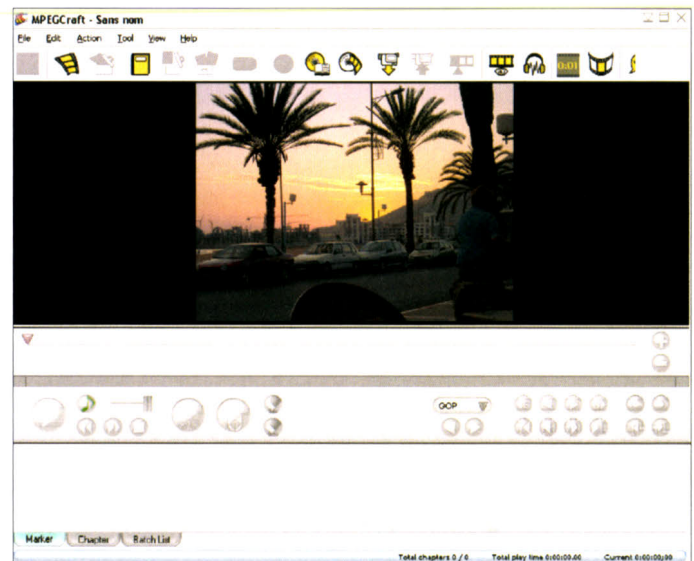 MPEGCraft - Sans nom
File Edit Action Tool View Help
0:01
GOP
Marker Chapter Batch List
Total chapters 0 / 0 Total play time 0:00:00.00 Current 0:00:00;00